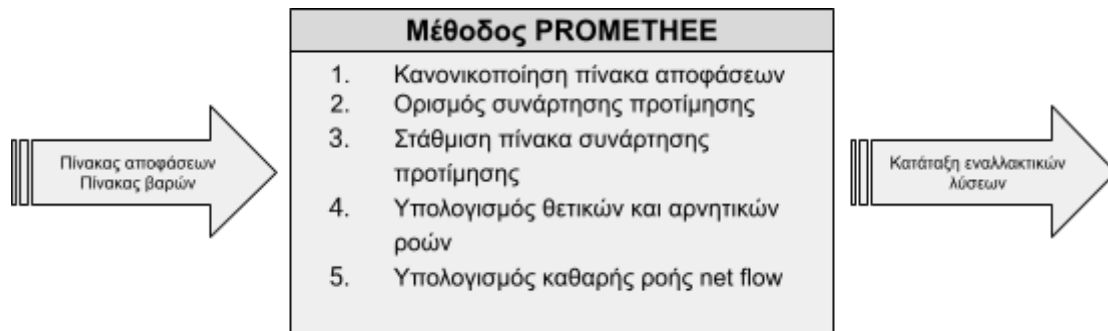 Πίνακας αποφάσεων
Πίνακας βαρών
Μέθοδος PROMETHEE
1. Κανονικοποίηση πίνακα αποφάσεων
2. Ορισμός συνάρτησης προτίμησης
3. Στάθμιση πίνακα συνάρτησης
προτίμησης
4. Υπολογισμός θετικών και αρνητικών
ροών
5. Υπολογισμός καθαρής ροής net flow
Κατάταξη εναλλακτικών
λύσεων